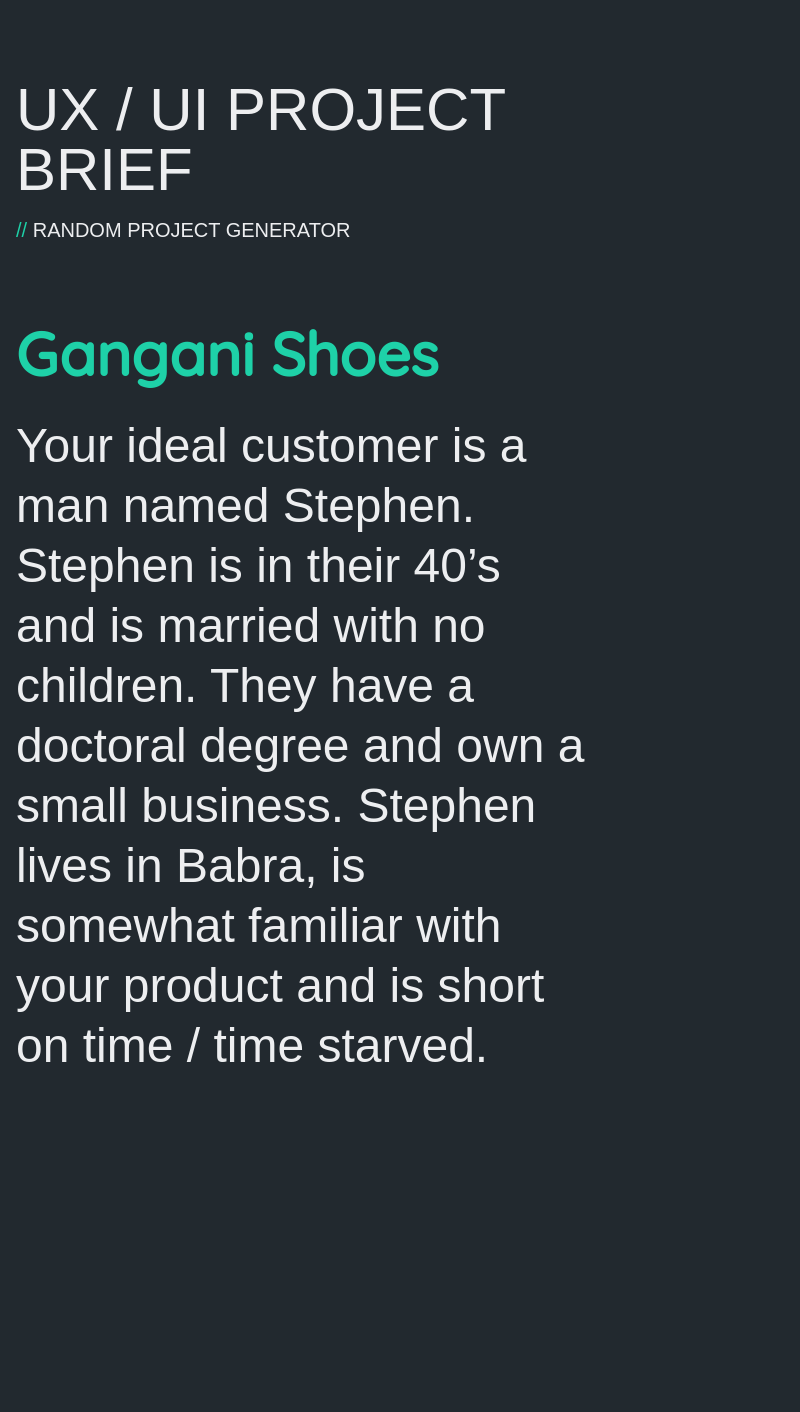 UX / UI PROJECT
BRIEF
// RANDOM PROJECT GENERATOR
Gangani Shoes
Your ideal customer is a
man named Stephen.
Stephen is in their 40’s
and is married with no
children. They have a
doctoral degree and own a
small business. Stephen
lives in Babra, is
somewhat familiar with
your product and is short
on time / time starved.